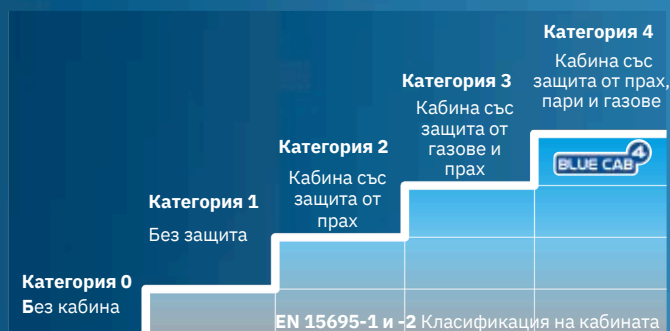 Категория 4
Кабина със
защита от прах,
пари и газове
Категория 3
Кабина със
защита от
газове и
прах
BLUE CAB 4
Категория 2
Кабина със
защита от
прах
Категория 1
Без защита
Категория 0
Без кабина
EN 15695-1 и -2 Класификация на кабината